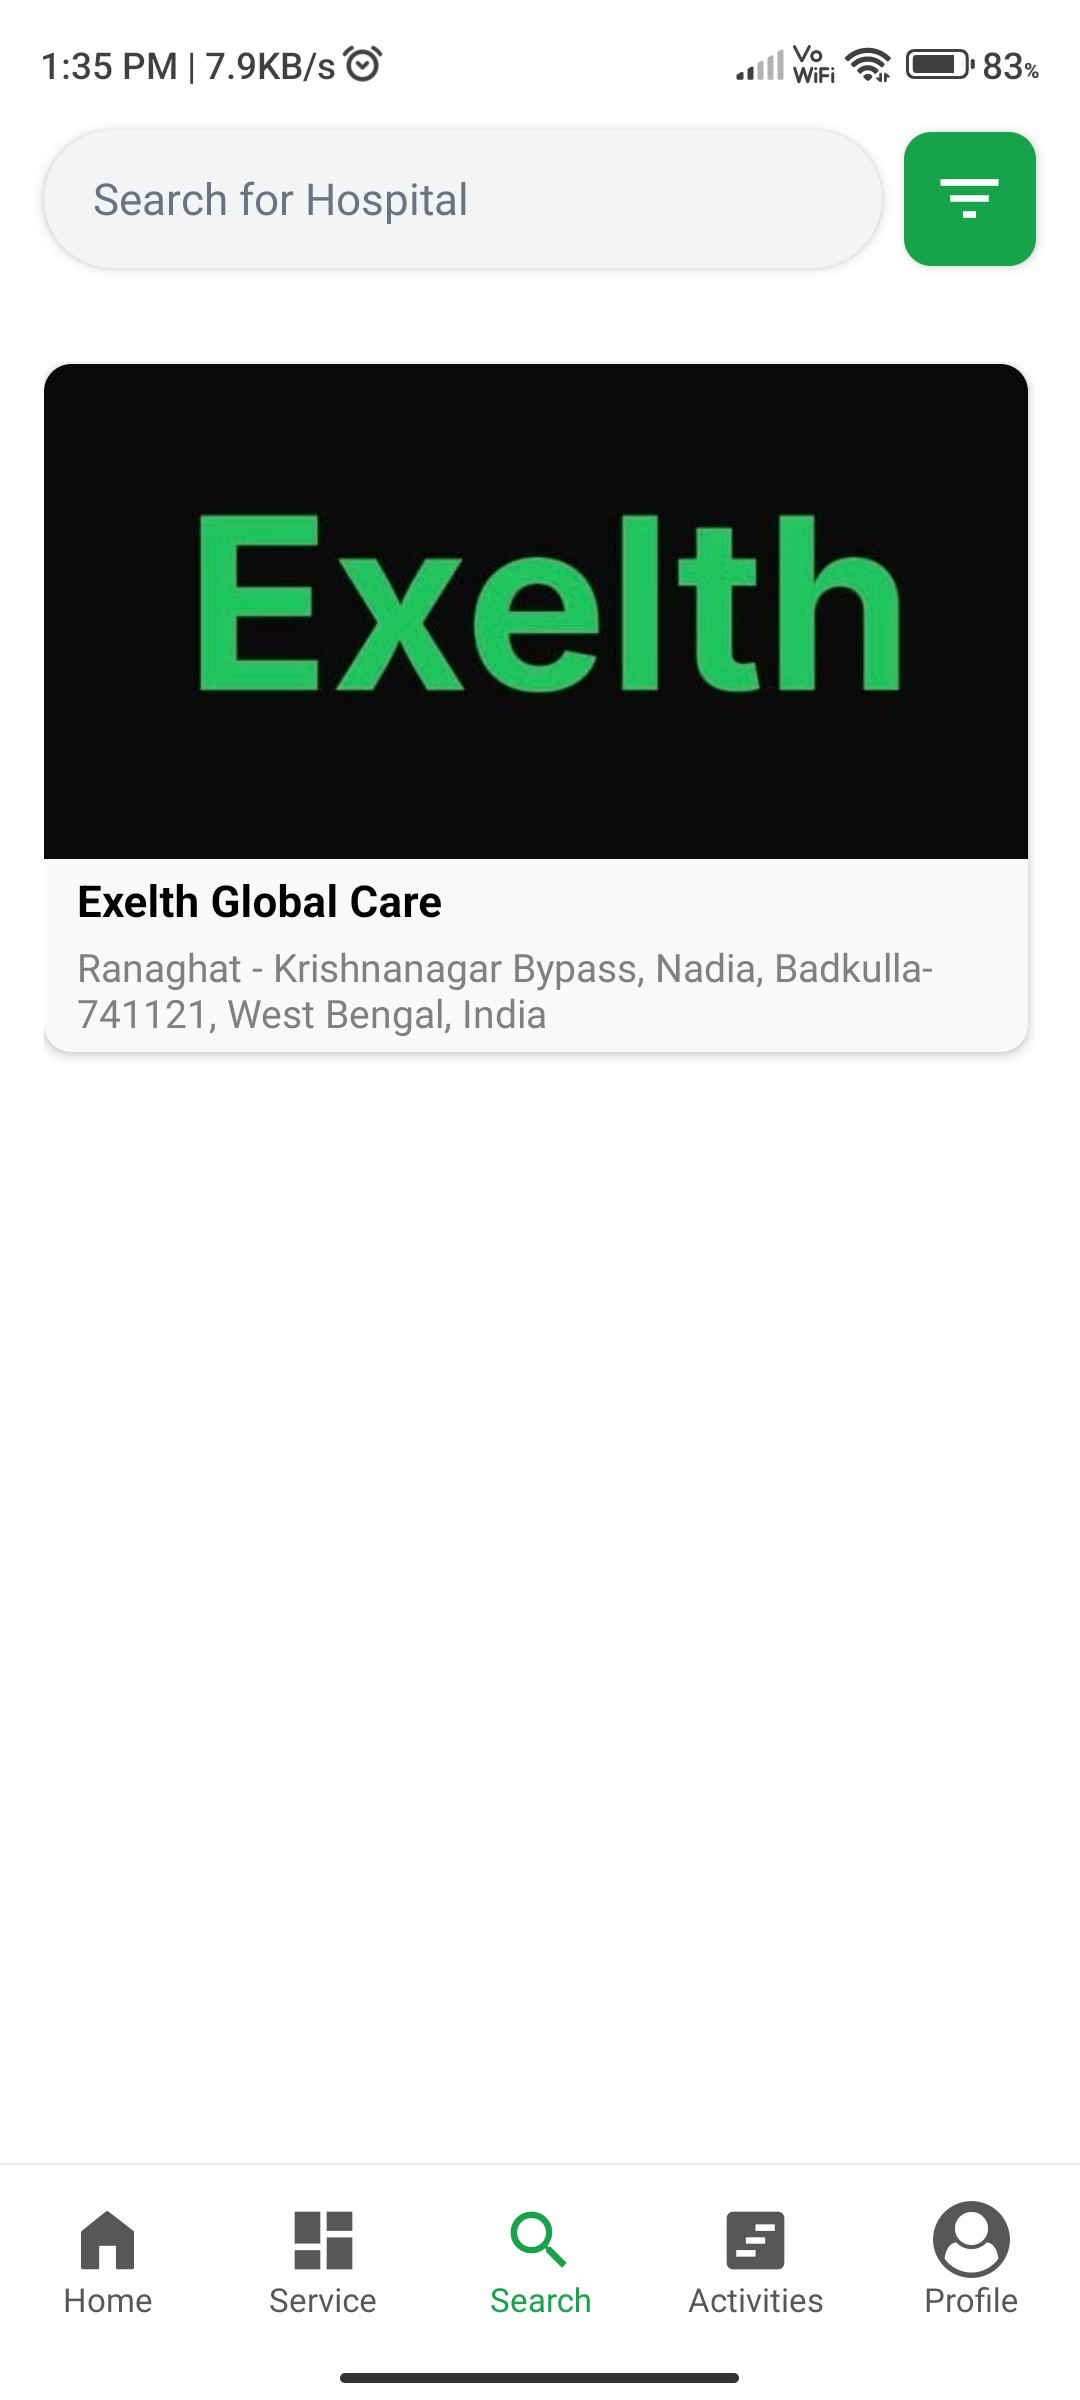 1:35 PM | 7.9KB/s
Vo
WiFi
83%
Search for Hospital
Exelth
Exelth Global Care
Ranaghat - Krishnanagar Bypass, Nadia, Badkulla-
741121, West Bengal, India
Home
Service
Search
Activities
Profile